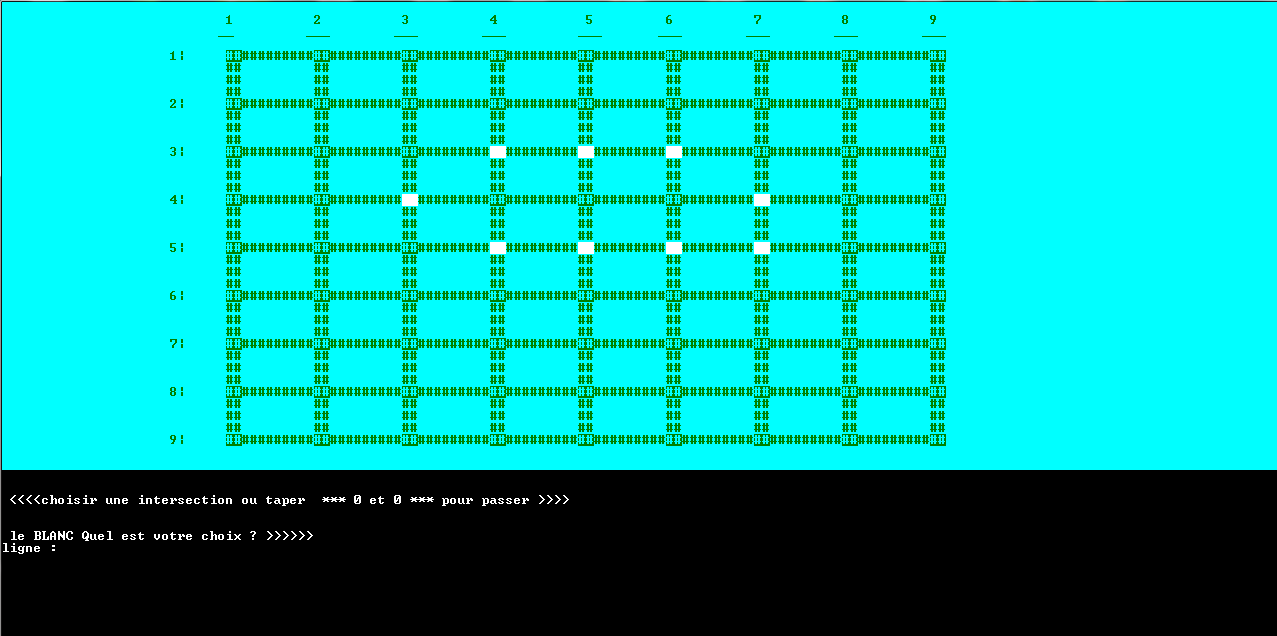 1 2 3 4 5 6 7 8 9
1¦
2¦
3¦
4¦
5¦
6¦
7¦
8¦
9¦
<<<<choisir une intersection ou taper *** 0 et 0 *** pour passer >>>>
le BLANC Quel est votre choix ? >>>>>>
ligne :